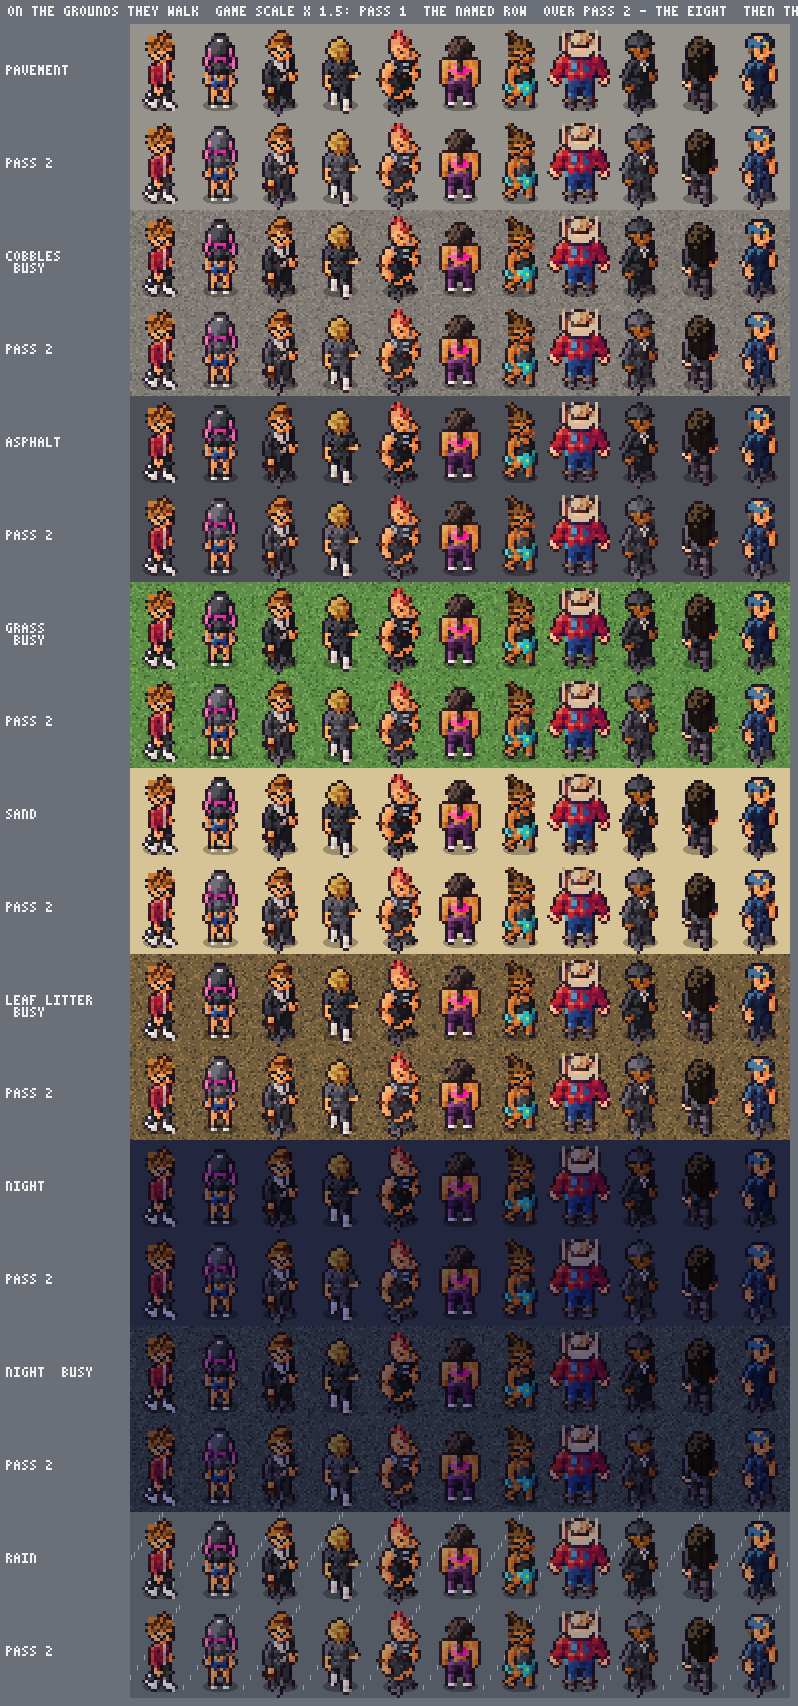 ON THE GROUNDS THEY WALK  GAME SCALE X 1.5: PASS 1  THE NAMED ROW  OVER PASS 2 - THE EIGHT  THEN TH
PAVEMENT
PASS 2
COBBLES
BUSY
PASS 2
ASPHALT
PASS 2
GRASS
BUSY
PASS 2
SAND
PASS 2
LEAF LITTER
BUSY
PASS 2
NIGHT
PASS 2
NIGHT  BUSY
PASS 2
RAIN
PASS 2